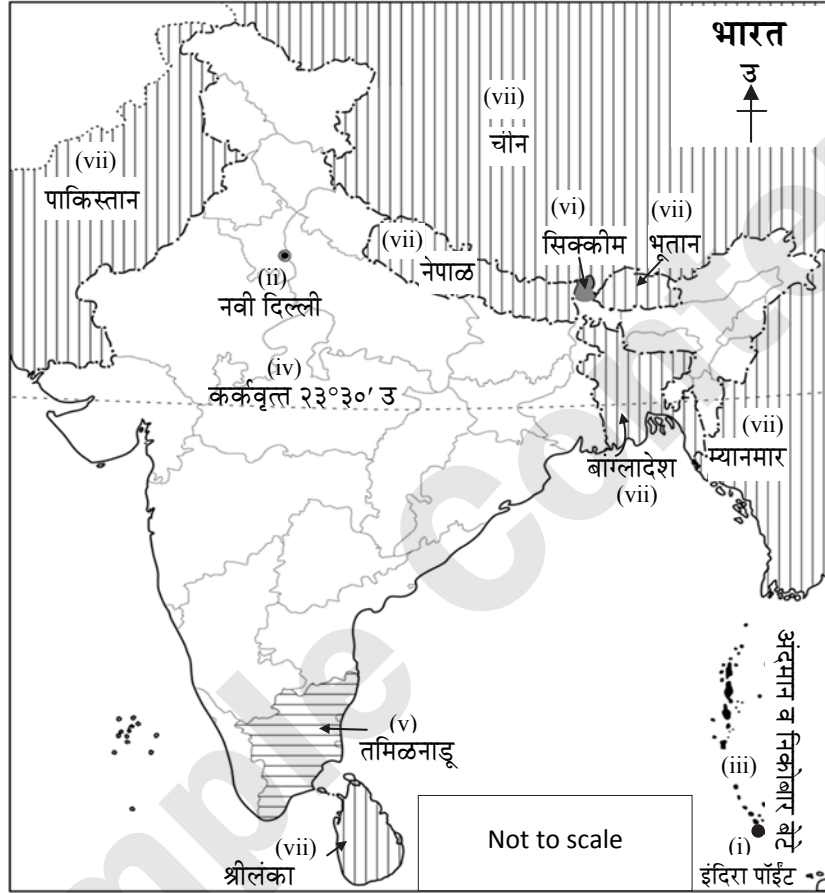 भारत
उ
(vii)
चीन
(vii)
पाकिस्तान
(vi)
सिक्कीम
(vii)
भूतान
(vii)
नेपाळ
(ii)
नवी दिल्ली
(iv)
कर्कवृत्त २३°३०' उ
(vii)
म्यानमार
बांग्लादेश
(vii)
अंदमान व निकोबार बेटे
(v)
तमिळनाडू
(iii)
(i)
इंदिरा पॉईंट
(vii)
श्रीलंका
Not to scale